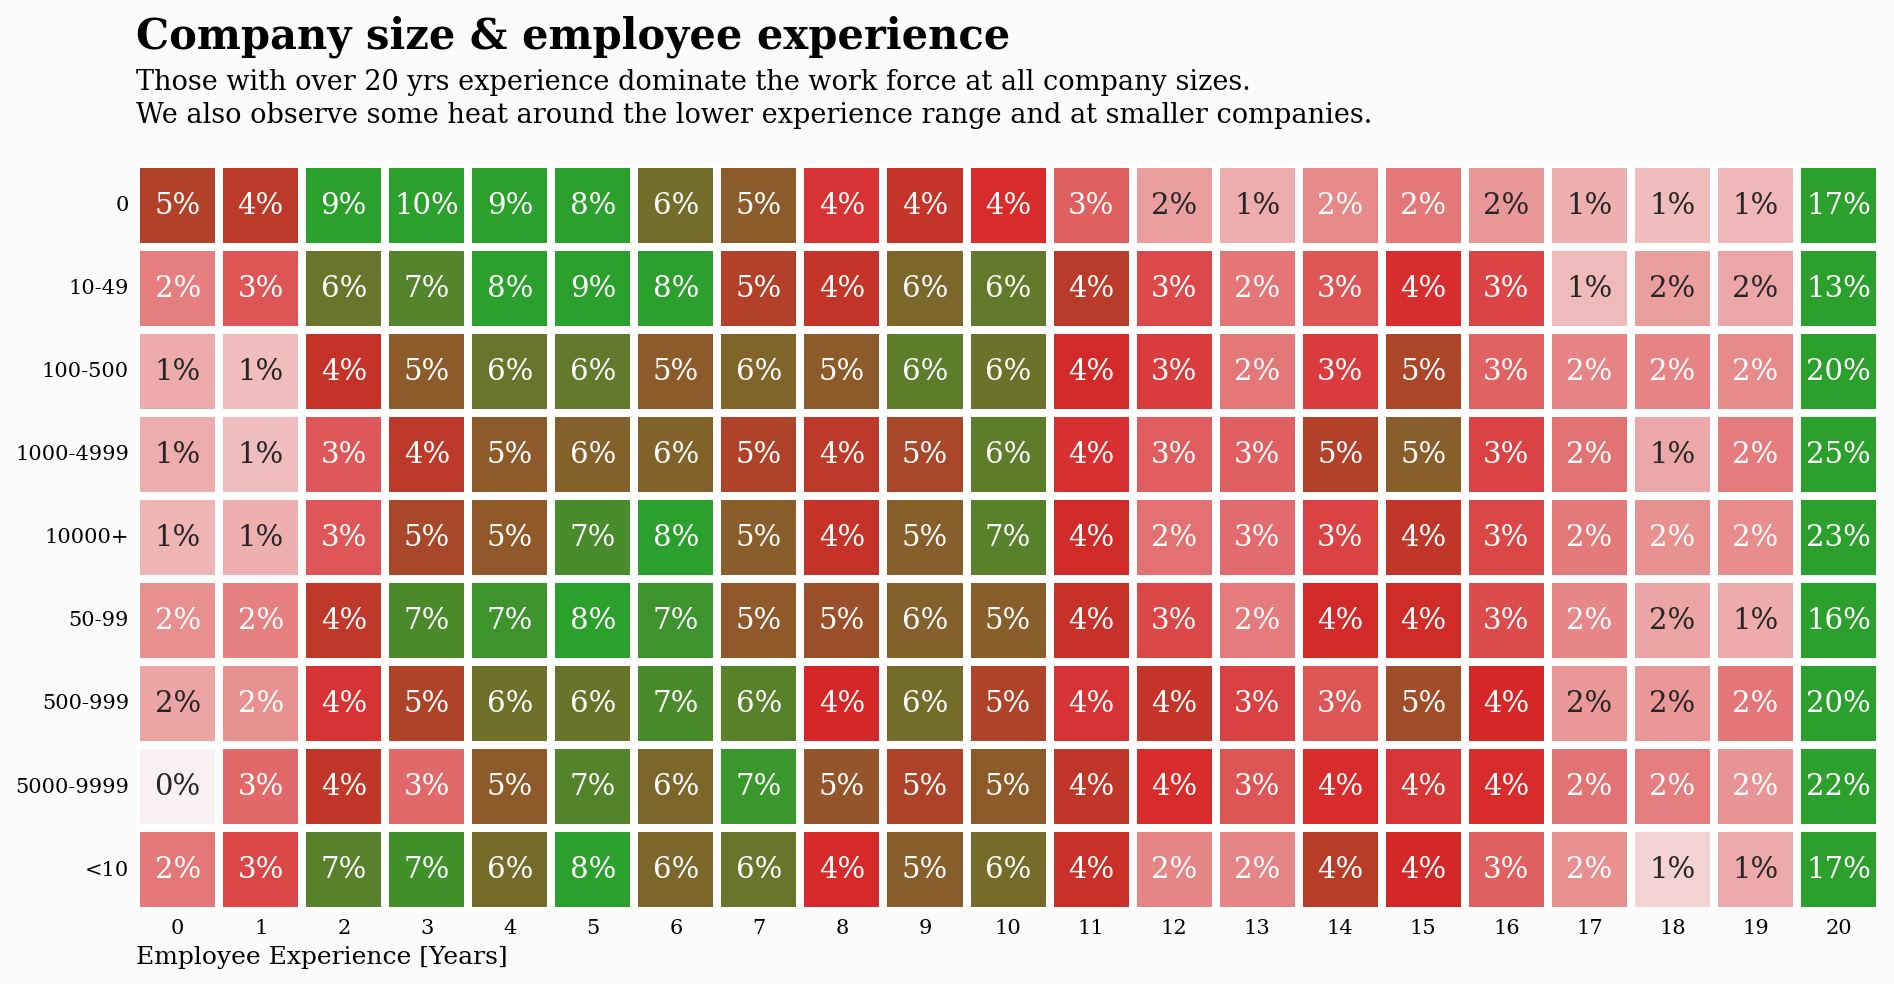 Company size & employee experience
Those with over 20 yrs experience dominate the work force at all company sizes.
We also observe some heat around the lower experience range and at smaller companies.
0 5% 4% 9% 10% 9% 8% 6% 5% 4% 4% 4% 3% 2% 1% 2% 2% 2% 1% 1% 1% 17%
10-49 2% 3% 6% 7% 8% 9% 8% 5% 4% 6% 6% 4% 3% 2% 3% 4% 3% 1% 2% 2% 13%
100-500 1% 1% 4% 5% 6% 6% 5% 6% 5% 6% 6% 4% 3% 2% 3% 5% 3% 2% 2% 2% 20%
1000-4999 1% 1% 3% 4% 5% 6% 6% 5% 4% 5% 6% 4% 3% 3% 5% 5% 3% 2% 1% 2% 25%
10000+ 1% 1% 3% 5% 5% 7% 8% 5% 4% 5% 7% 4% 2% 3% 3% 4% 3% 2% 2% 2% 23%
50-99 2% 2% 4% 7% 7% 8% 7% 5% 5% 6% 5% 4% 3% 2% 4% 4% 3% 2% 2% 1% 16%
500-999 2% 2% 4% 5% 6% 6% 7% 6% 4% 6% 5% 4% 4% 3% 3% 5% 4% 2% 2% 2% 20%
5000-9999 0% 3% 4% 3% 5% 7% 6% 7% 5% 5% 5% 4% 4% 3% 4% 4% 4% 2% 2% 2% 22%
<10 2% 3% 7% 7% 6% 8% 6% 6% 4% 5% 6% 4% 2% 2% 4% 4% 3% 2% 1% 1% 17%
0 1 2 3 4 5 6 7 8 9 10 11 12 13 14 15 16 17 18 19 20
Employee Experience [Years]